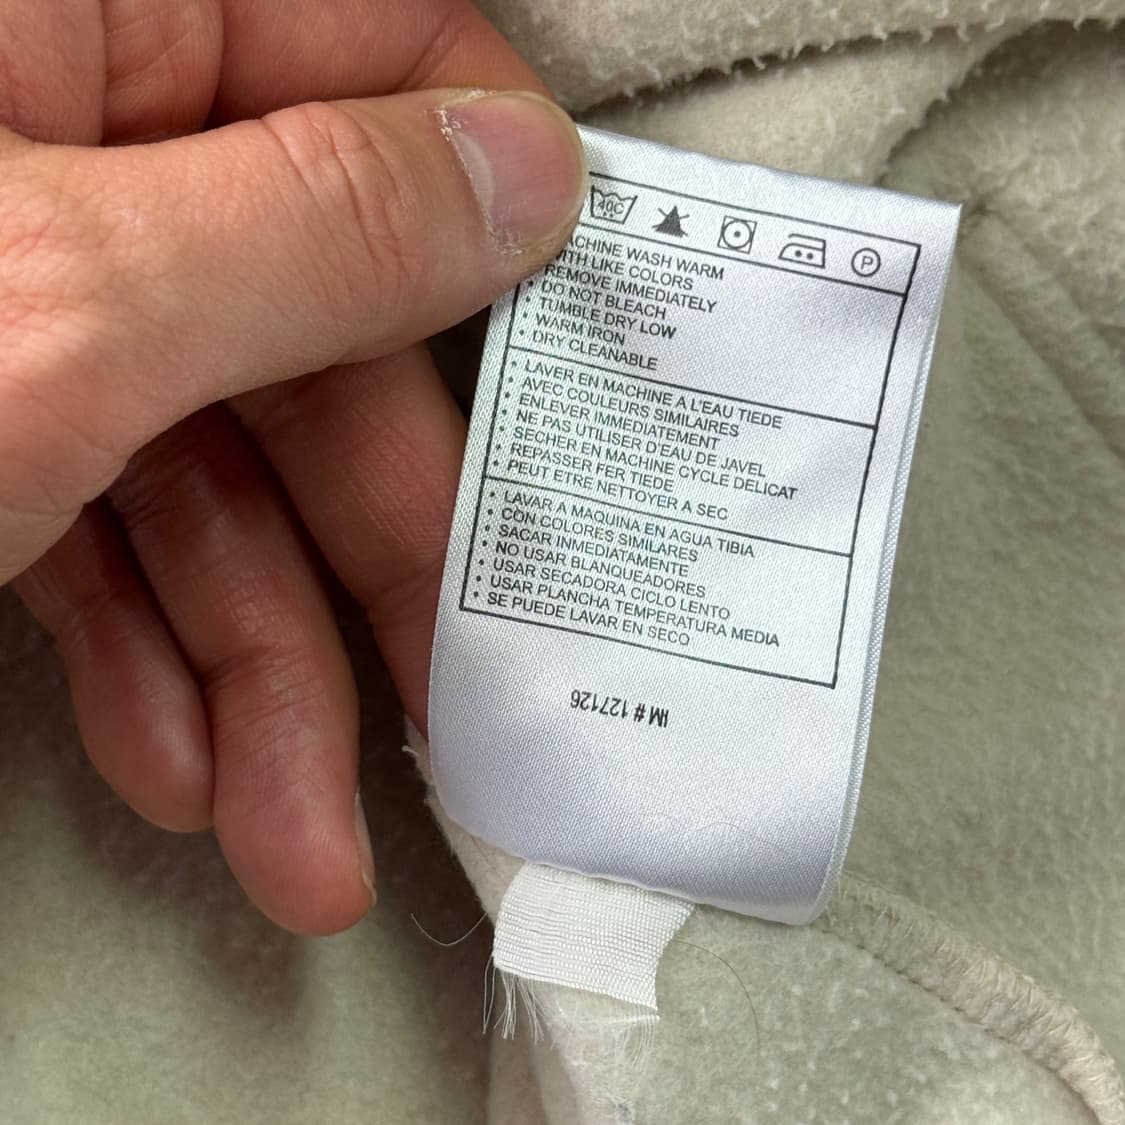 40C P
ACHINE WASH WARM
ITH LIKE COLORS
• REMOVE IMMEDIATELY
• DO NOT BLEACH
• TUMBLE DRY LOW
• WARM IRON
• DRY CLEANABLE
• LAVER EN MACHINE A L'EAU TIEDE
• AVEC COULEURS SIMILAIRES
• ENLEVER IMMEDIATEMENT
• NE PAS UTILISER D'EAU DE JAVEL
• SECHER EN MACHINE CYCLE DELICAT
• REPASSER FER TIEDE
• PEUT ETRE NETTOYER A SEC
• LAVAR A MAQUINA EN AGUA TIBIA
• CON COLORES SIMILARES
• SACAR INMEDIATAMENTE
• NO USAR BLANQUEADORES
• USAR SECADORA CICLO LENTO
• USAR PLANCHA TEMPERATURA MEDIA
• SE PUEDE LAVAR EN SECO
IM # 127126